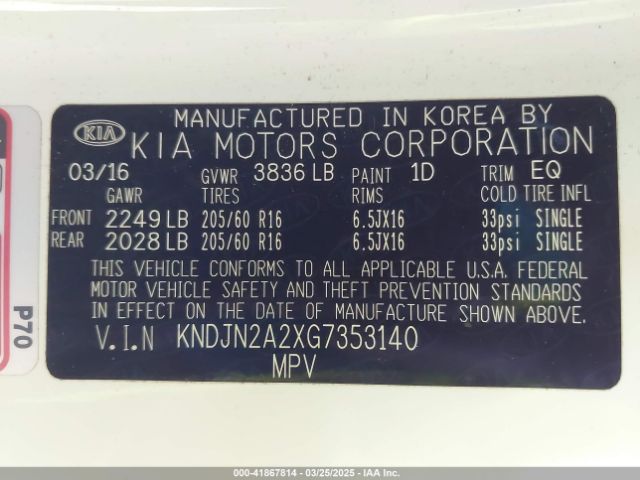 MANUFACTURED IN KOREA BY
KIA KIA MOTORS CORPORATION
03/16 GVWR 3836 LB PAINT 1D TRIM EQ
GAWR TIRES RIMS COLD TIRE INFL
FRONT 2249 LB 205/60 R16 6.5JX16 33psi SINGLE
REAR 2028 LB 205/60 R16 6.5JX16 33psi SINGLE
THIS VEHICLE CONFORMS TO ALL APPLICABLE U.S.A. FEDERAL
MOTOR VEHICLE SAFETY AND THEFT PREVENTION STANDARDS
IN EFFECT ON THE DATE OF MANUFACTURE SHOWN ABOVE.
V.I.N KNDJN2A2XG7353140
MPV
P70
000-41867814 - 03/25/2025 - IAA, Inc.